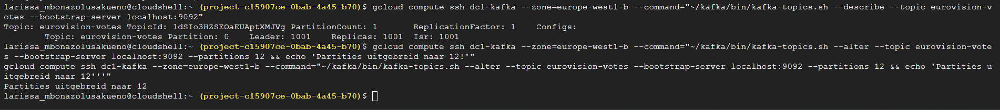 larissa_mbonazolusakueno@cloudshell:~ (project-c15907ce-0bab-4a45-b70)$ gcloud compute ssh dc1-kafka --zone=europe-west1-b --command="~/kafka/bin/kafka-topics.sh --describe --topic eurovision-v
otes --bootstrap-server localhost:9092"
Topic: eurovision-votes TopicId: ldSIo3HZSEOaEUAptXMJVg PartitionCount: 1 ReplicationFactor: 1 Configs:
Topic: eurovision-votes Partition: 0 Leader: 1001 Replicas: 1001 Isr: 1001
larissa_mbonazolusakueno@cloudshell:~ (project-c15907ce-0bab-4a45-b70)$ gcloud compute ssh dc1-kafka --zone=europe-west1-b --command="~/kafka/bin/kafka-topics.sh --alter --topic eurovision-vote
s --bootstrap-server localhost:9092 --partitions 12 && echo 'Partities uitgebreid naar 12!'"
gcloud compute ssh dc1-kafka --zone=europe-west1-b --command="~/kafka/bin/kafka-topics.sh --alter --topic eurovision-votes --bootstrap-server localhost:9092 --partitions 12 && echo 'Partities u
itgebreid naar 12'''"
Partities uitgebreid naar 12
larissa_mbonazolusakueno@cloudshell:~ (project-c15907ce-0bab-4a45-b70)$